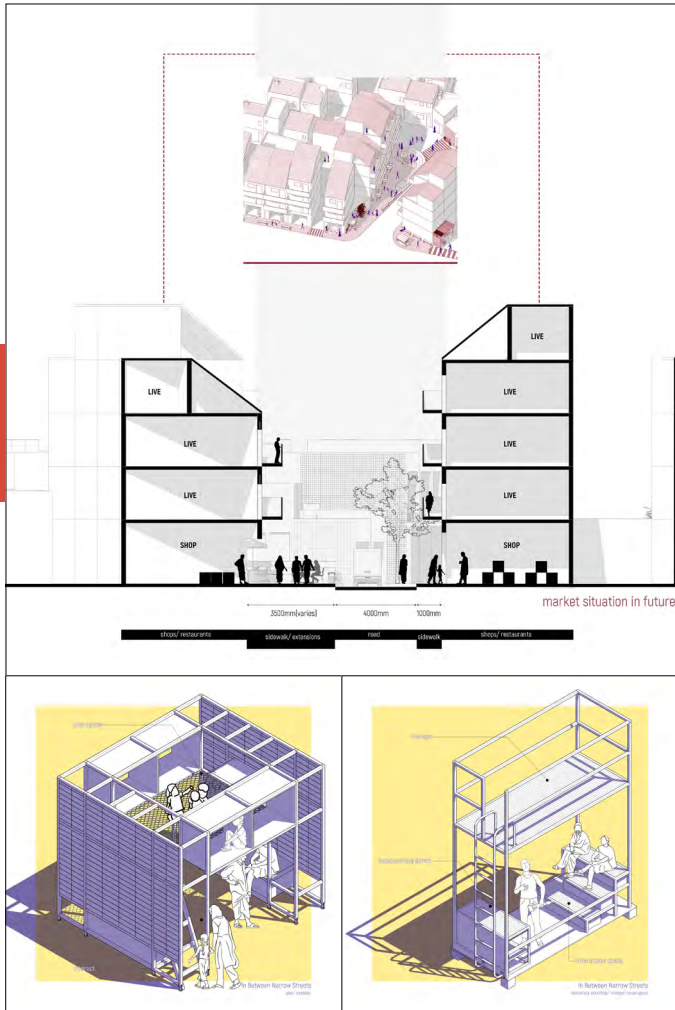 LIVE
LIVE
LIVE
LIVE
LIVE
LIVE
LIVE
SHOP
SHOP
market situation in future
3500mm(varies)
4000mm
1000mm
shops/ restaurants
sidewalk/ extensions
road
sidewalk
shops/ restaurants
storage
In Between Narrow Streets
In Between Narrow Streets